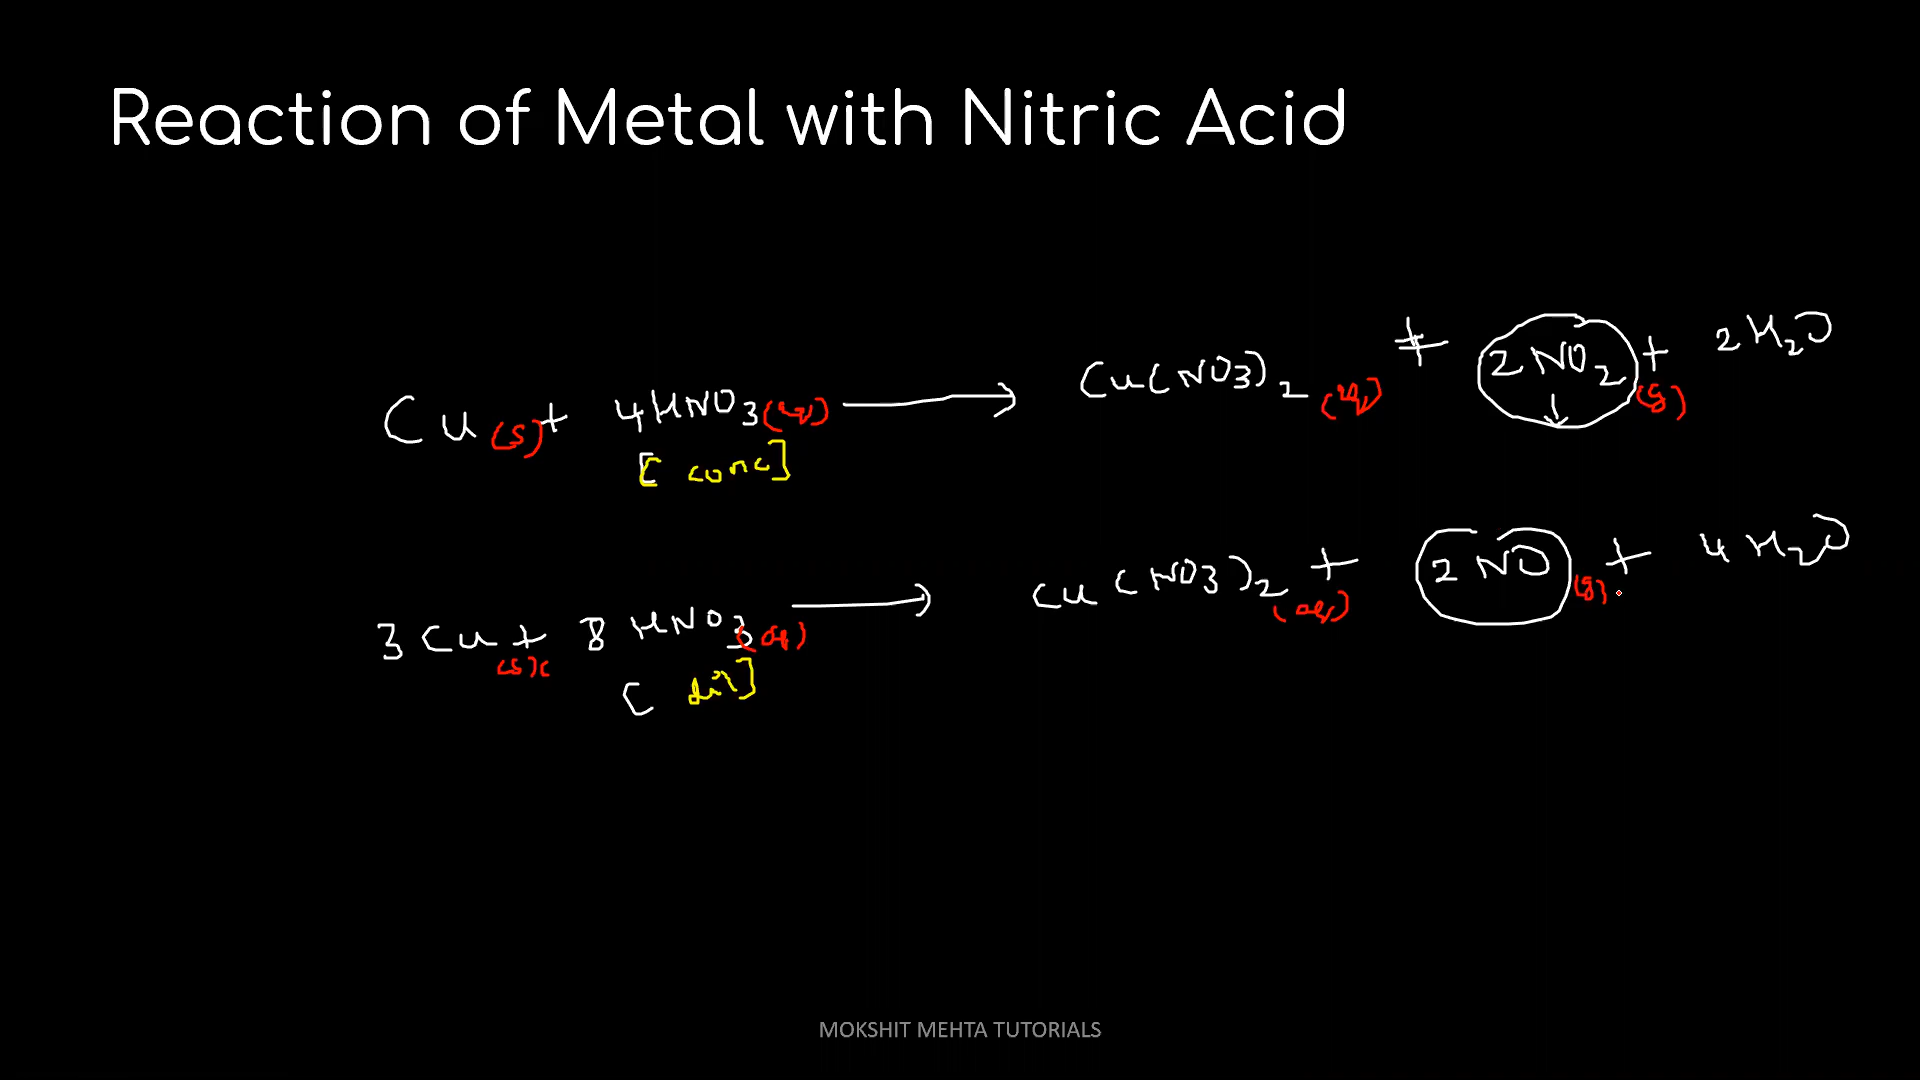 Reaction of Metal with Nitric Acid
Cu(s) + 4HNO3(aq) → Cu(NO3)2(aq) + 2NO2(g) + 2H2O
[conc]
3Cu(s) + 8HNO3(aq) → Cu(NO3)2(aq) + 2NO(g) + 4H2O
[dil]
MOKSHIT MEHTA TUTORIALS